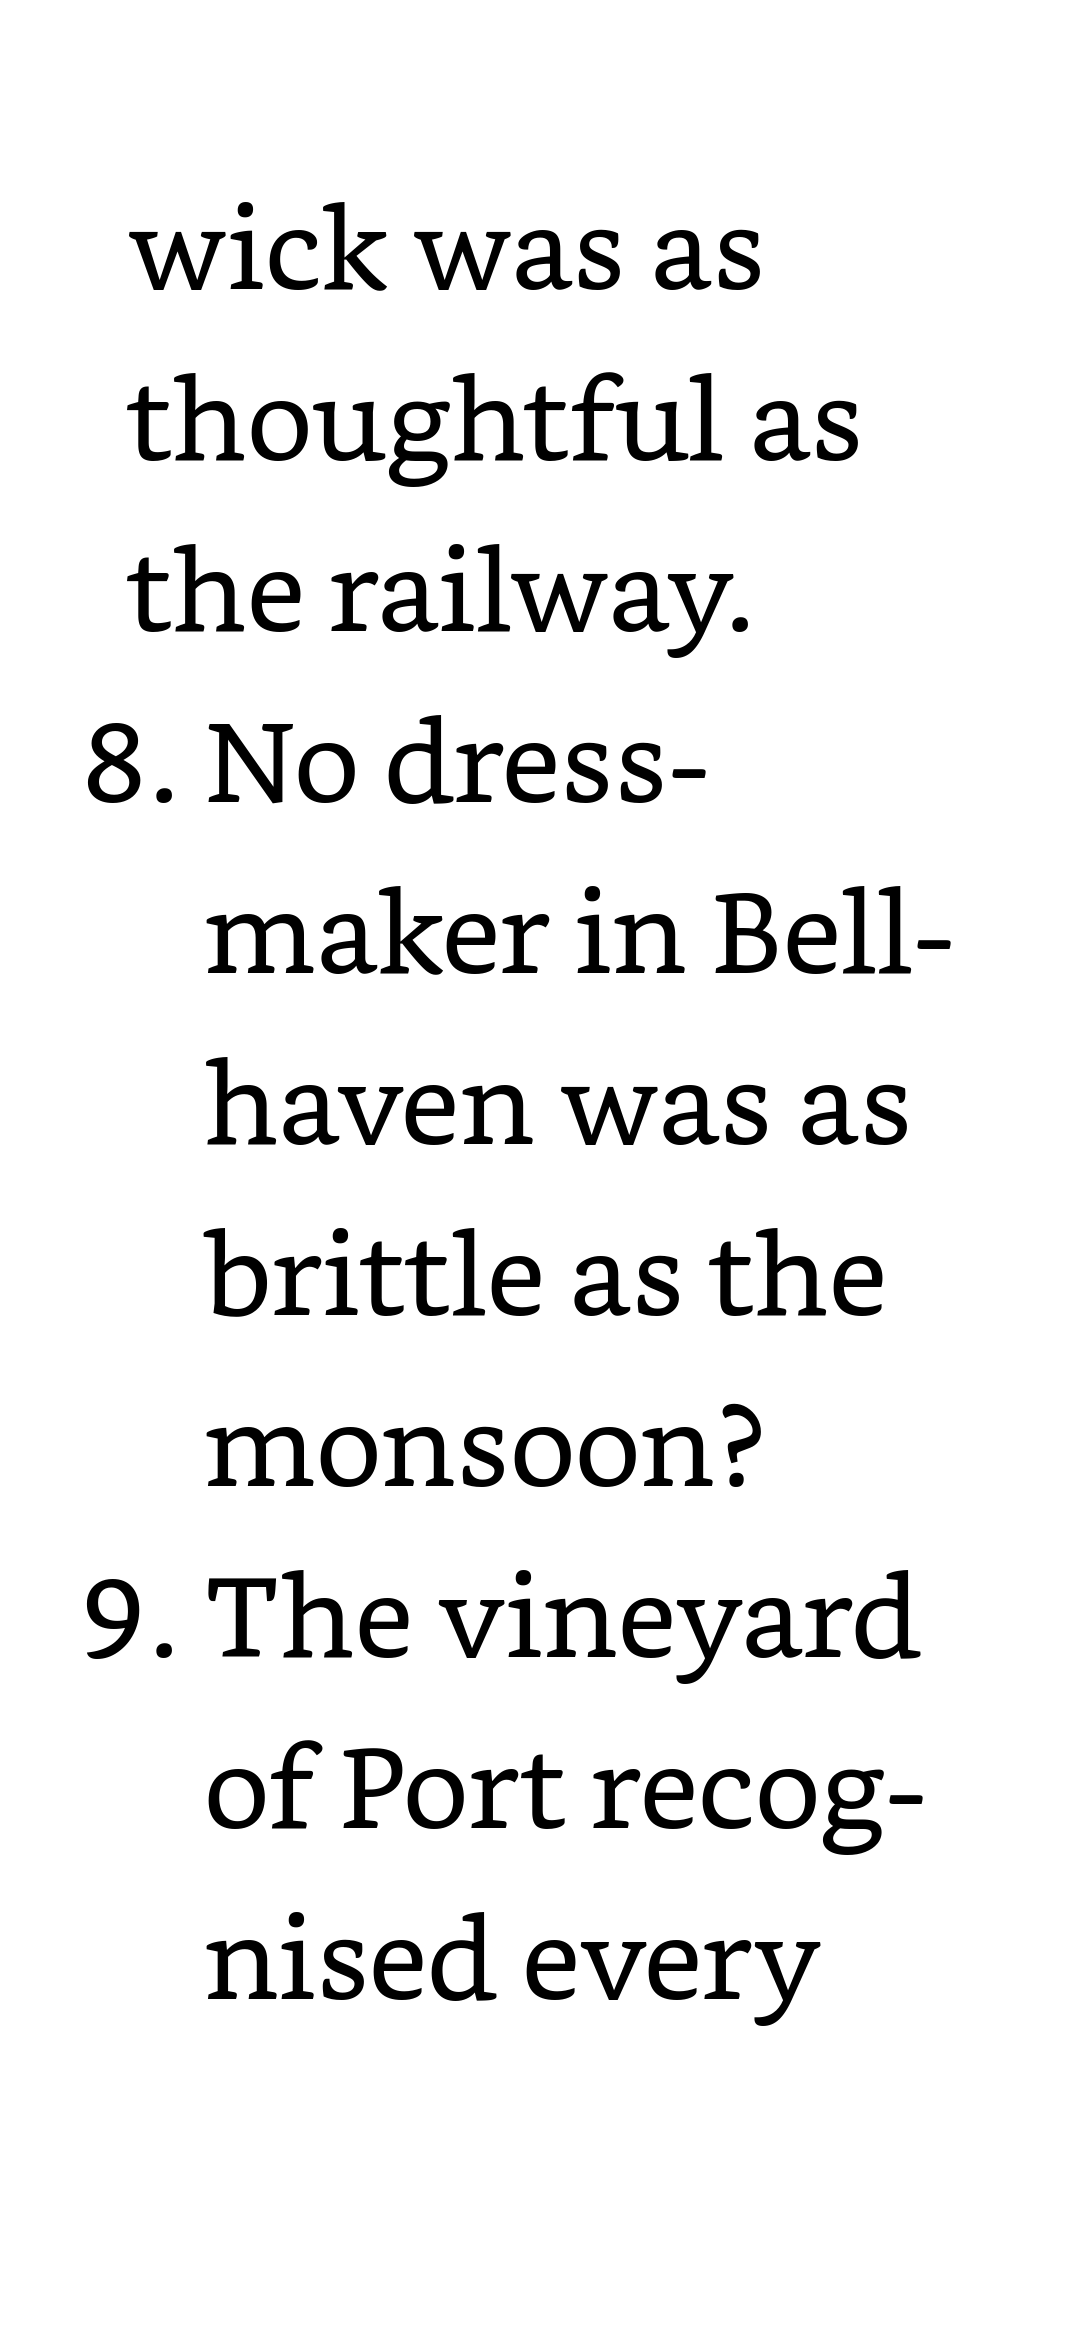 wick was as
thoughtful as
the railway.
8. No dress-
maker in Bell-
haven was as
brittle as the
monsoon?
9. The vineyard
of Port recog-
nised every